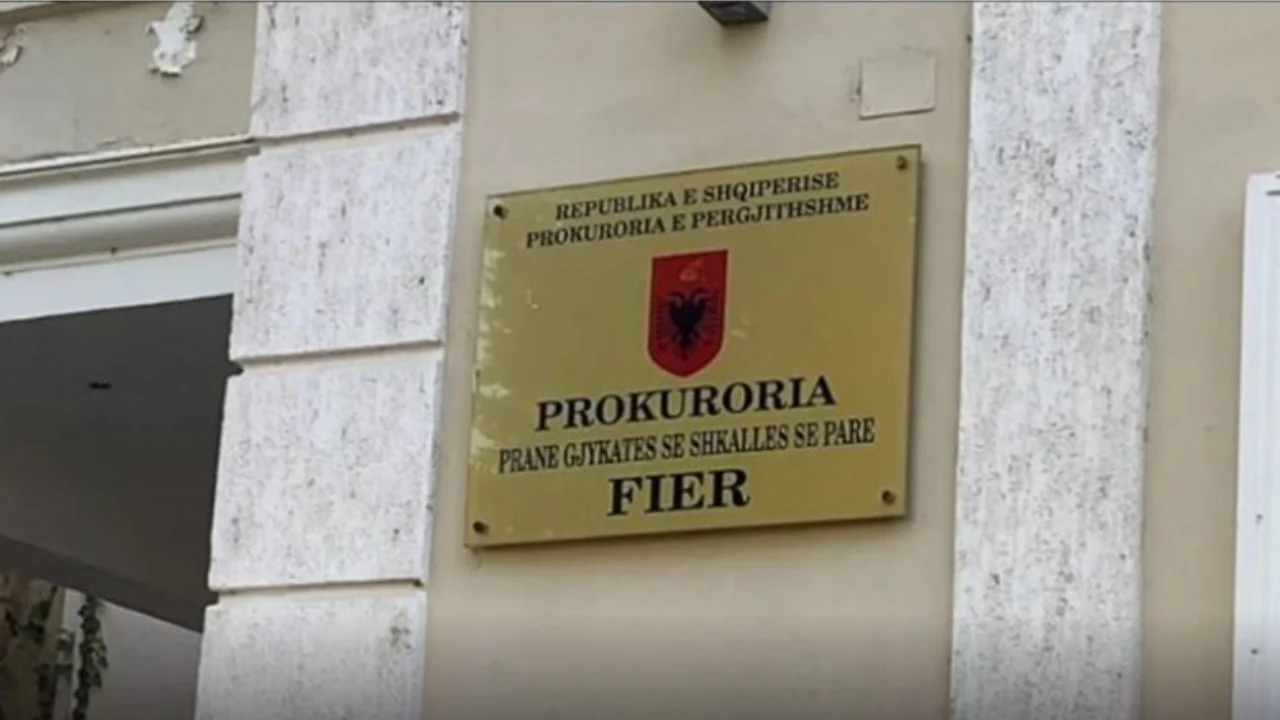 REPUBLIKA E SHQIPERISE
PROKURORIA E PERGJITHSHME
PROKURORIA
PRANE GJYKATES SE SHKALLES SE PARE
FIER